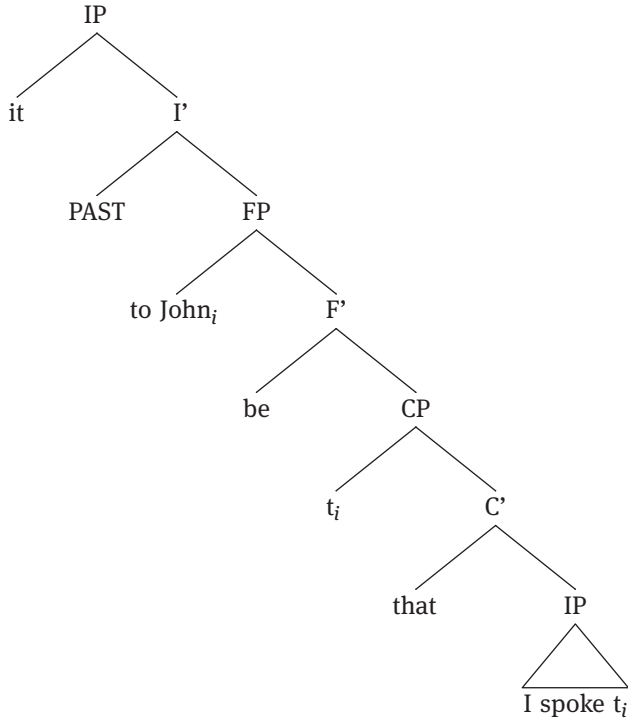 IP
it I’
PAST FP
to Johnᵢ F’
be CP
tᵢ C’
that IP
I spoke tᵢ